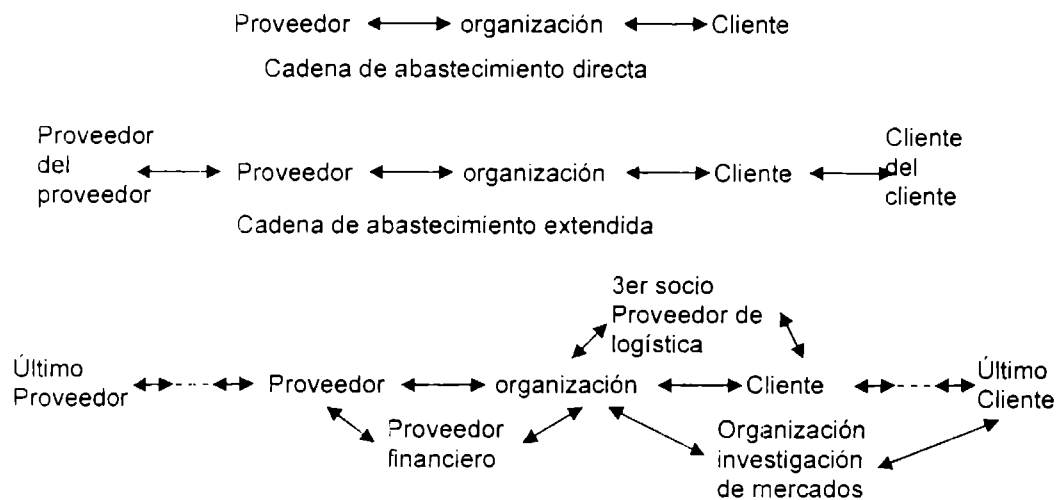 Proveedor organización Cliente
Cadena de abastecimiento directa
Proveedor
del
proveedor
Proveedor organización Cliente
Cliente
del
cliente
Cadena de abastecimiento extendida
3er socio
Proveedor de
logística
Último
Proveedor
Proveedor organización Cliente
Último
Cliente
Proveedor
financiero
Organización
investigación
de mercados